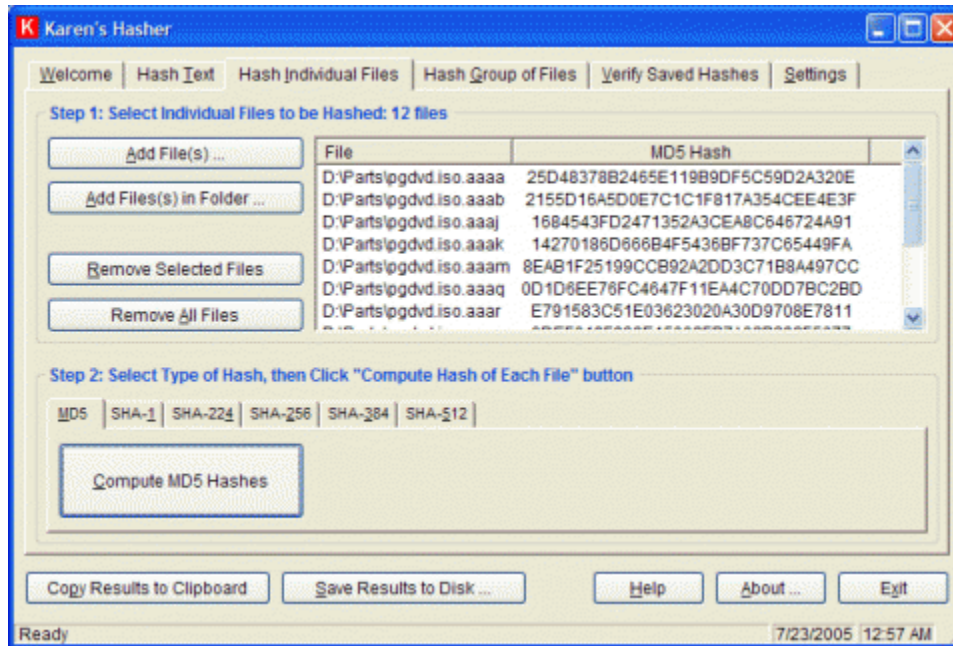 Karen's Hasher
Welcome Hash Text Hash Individual Files Hash Group of Files Verify Saved Hashes Settings
Step 1: Select Individual Files to be Hashed: 12 files
Add File(s) ...
Add Files(s) in Folder ...
Remove Selected Files
Remove All Files
File MD5 Hash
D:\Parts\pgdvd.iso.aaaa 25D48378B2465E119B9DF5C59D2A320E
D:\Parts\pgdvd.iso.aaab 2155D16A5D0E7C1C1F817A354CEE4E3F
D:\Parts\pgdvd.iso.aaaj 1684543FD2471352A3CEA8C646724A91
D:\Parts\pgdvd.iso.aaak 14270186D666B4F5436BF737C65449FA
D:\Parts\pgdvd.iso.aaam 8EAB1F25199CCB92A2DD3C71B8A497CC
D:\Parts\pgdvd.iso.aaaq 0D1D6EE76FC4647F11EA4C70DD7BC2BD
D:\Parts\pgdvd.iso.aaar E791583C51E03623020A30D9708E7811
Step 2: Select Type of Hash, then Click "Compute Hash of Each File" button
MD5 SHA-1 SHA-224 SHA-256 SHA-384 SHA-512
Compute MD5 Hashes
Copy Results to Clipboard Save Results to Disk ... Help About ... Exit
Ready 7/23/2005 12:57 AM